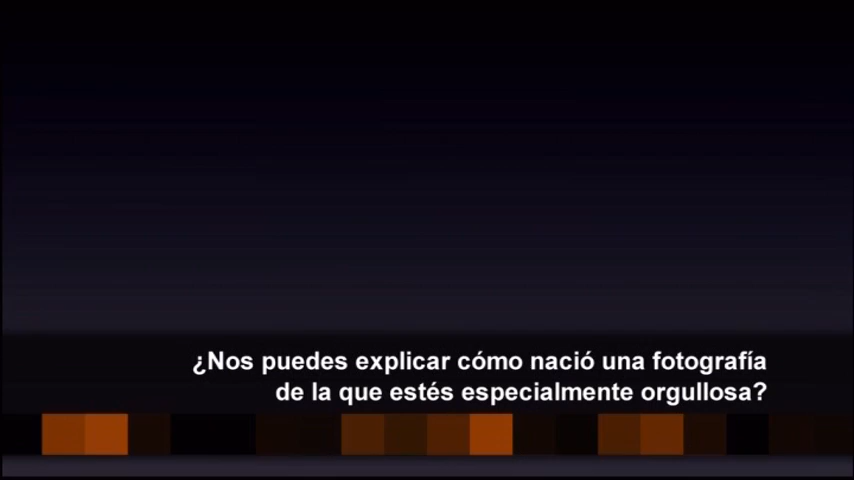 ¿Nos puedes explicar cómo nació una fotografía
de la que estés especialmente orgullosa?